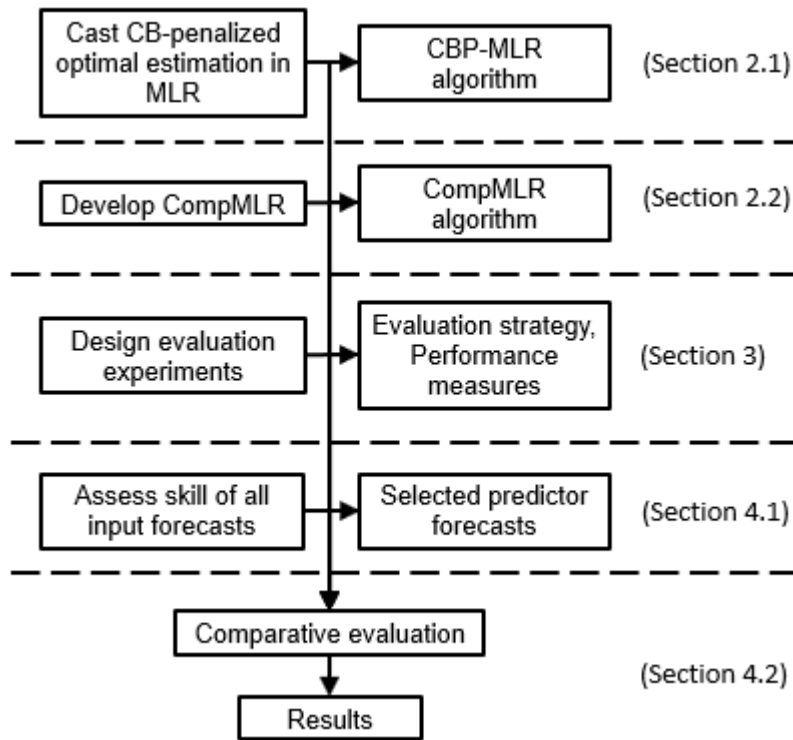 Cast CB-penalized
optimal estimation in
MLR
CBP-MLR
algorithm
(Section 2.1)
Develop CompMLR
CompMLR
algorithm
(Section 2.2)
Design evaluation
experiments
Evaluation strategy,
Performance
measures
(Section 3)
Assess skill of all
input forecasts
Selected predictor
forecasts
(Section 4.1)
Comparative evaluation
Results
(Section 4.2)